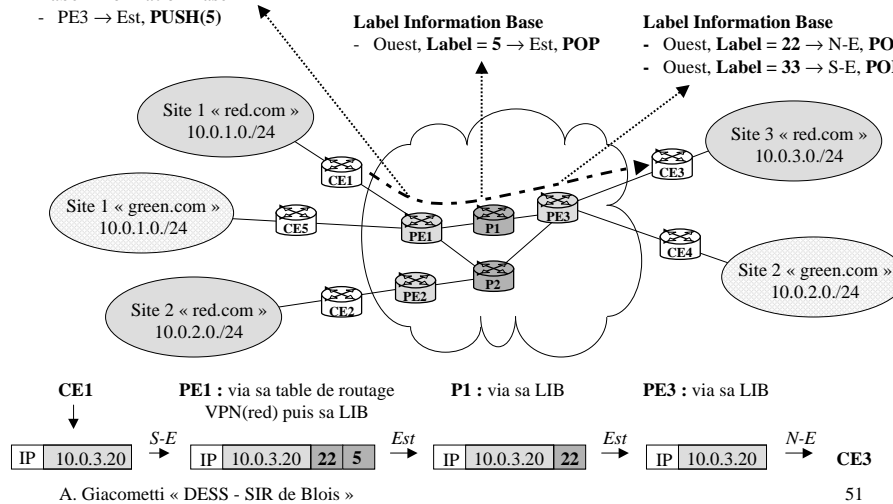 - PE3 → Est, PUSH(5)
Label Information Base
- Ouest, Label = 5 → Est, POP
Label Information Base
- Ouest, Label = 22 → N-E, PO
- Ouest, Label = 33 → S-E, PO
Site 1 « red.com »
10.0.1.0./24
Site 3 « red.com »
10.0.3.0./24
CE1
CE3
Site 1 « green.com »
10.0.1.0./24
CE5
PE1
P1
PE3
CE4
Site 2 « green.com »
10.0.2.0./24
Site 2 « red.com »
10.0.2.0./24
CE2
PE2
P2
CE1
PE1 : via sa table de routage
VPN(red) puis sa LIB
P1 : via sa LIB
PE3 : via sa LIB
IP 10.0.3.20
S-E
IP 10.0.3.20 22 5
Est
IP 10.0.3.20 22
Est
IP 10.0.3.20
N-E
CE3
A. Giacometti « DESS - SIR de Blois »
51